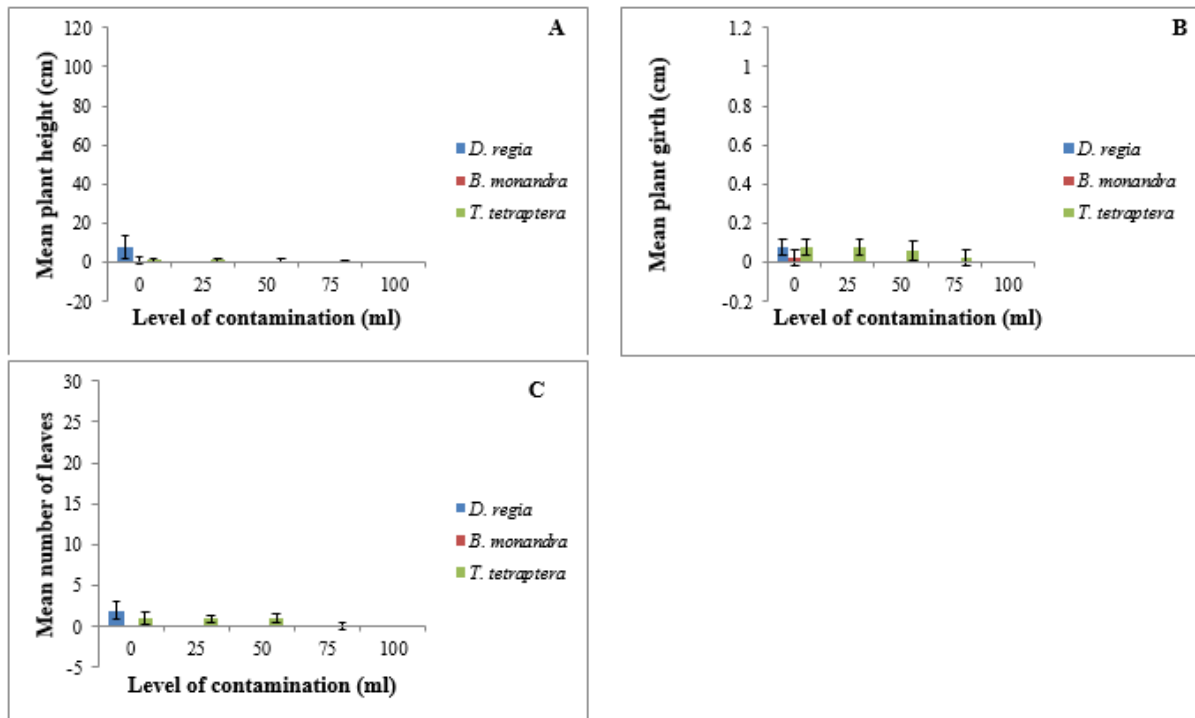 A
Mean plant height (cm)
120
100
80
60
40
20
0
-20
0 25 50 75 100
Level of contamination (ml)
D. regia
B. monandra
T. tetraptera
B
Mean plant girth (cm)
1.2
1
0.8
0.6
0.4
0.2
0
-0.2
0 25 50 75 100
Level of contamination (ml)
D. regia
B. monandra
T. tetraptera
C
Mean number of leaves
30
25
20
15
10
5
0
-5
0 25 50 75 100
Level of contamination (ml)
D. regia
B. monandra
T. tetraptera